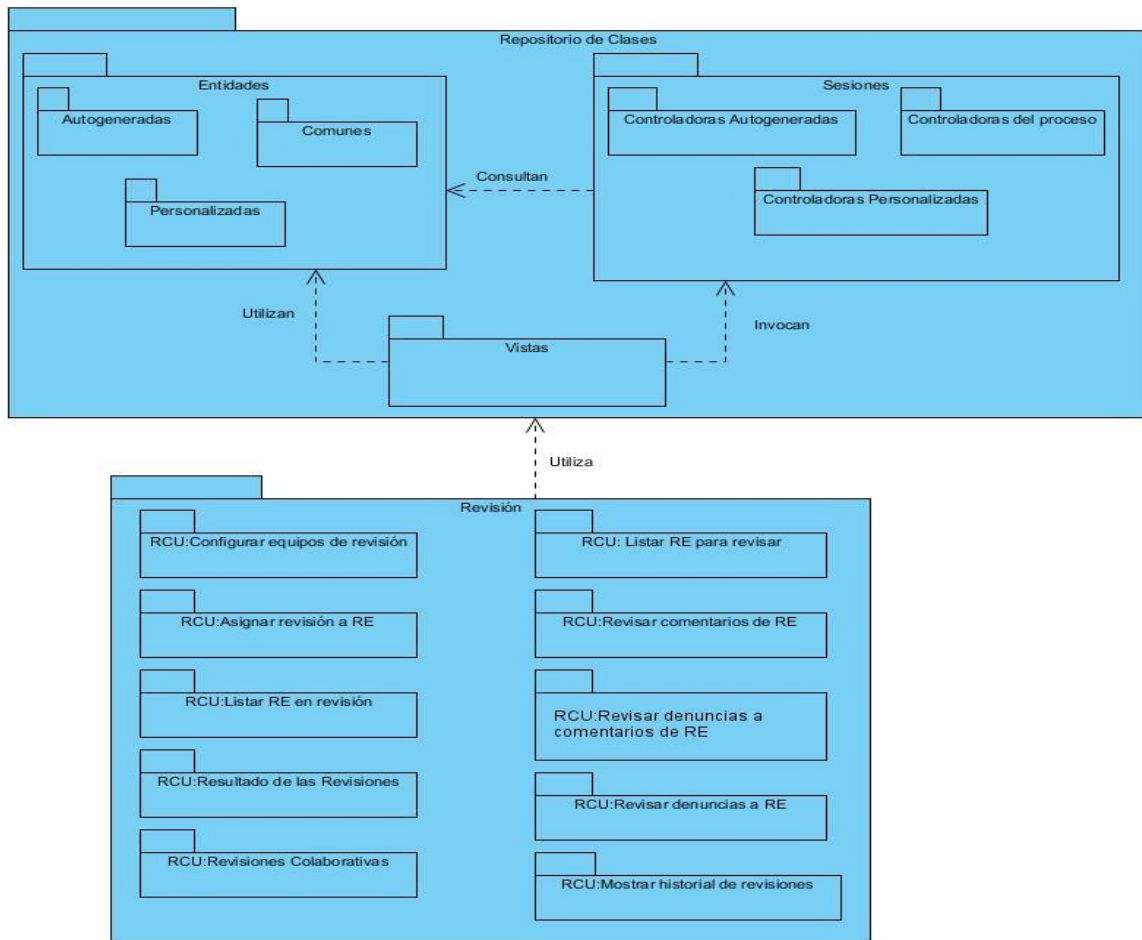 Repositorio de Clases
Entidades
Autogeneradas
Comunes
Personalizadas
Sesiones
Controladoras Autogeneradas
Controladoras del proceso
Controladoras Personalizadas
Consultan
Utilizan
Invocan
Vistas
Utiliza
Revisión
RCU:Configurar equipos de revisión
RCU:Asignar revisión a RE
RCU:Listar RE en revisión
RCU:Resultado de las Revisiones
RCU:Revisiones Colaborativas
RCU: Listar RE para revisar
RCU:Revisar comentarios de RE
RCU:Revisar denuncias a
comentarios de RE
RCU:Revisar denuncias a RE
RCU:Mostrar historial de revisiones